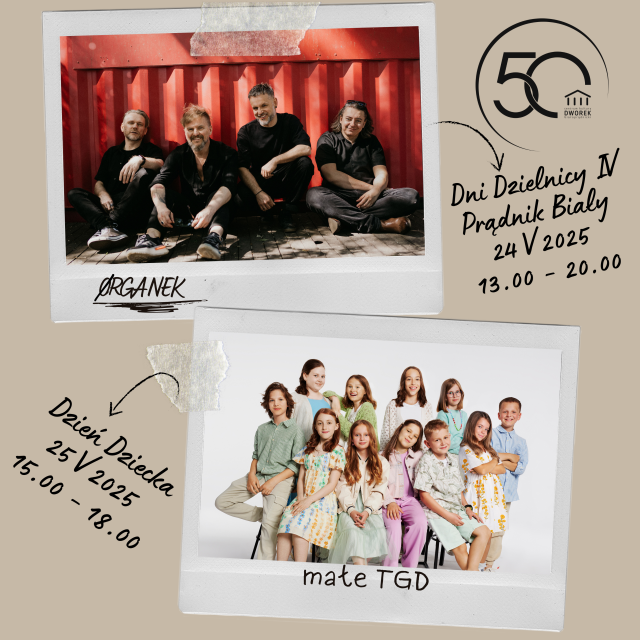 50
DWOREK
Dni Dzielnicy IV
Prądnik Biały
24 V 2025
13.00 - 20.00
ØRGANEK
Dzień Dziecka
25 V 2025
15.00 - 18.00
małe TGD